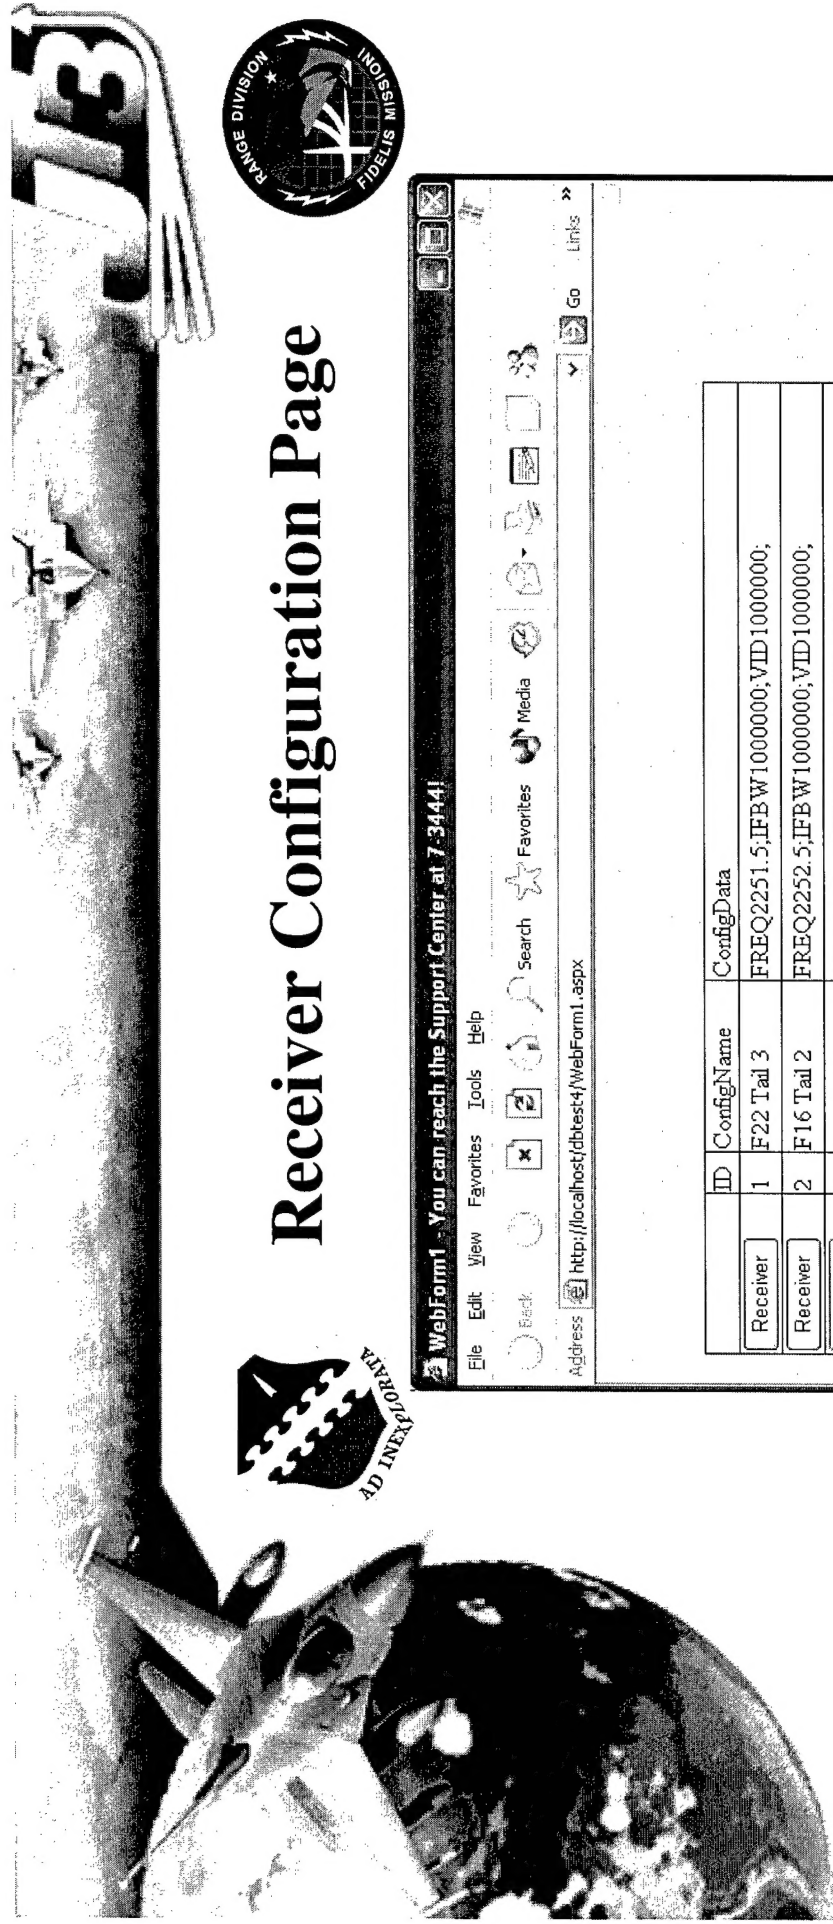 JT3
RANGE DIVISION
FIDELIS MISSIONI
AD INEXPLORATA
Receiver Configuration Page
WebForm1 - You can reach the Support Center at 7-3444!
File Edit View Favorites Tools Help
Back Search Favorites Media
Address http://localhost/dbtest4/WebForm1.aspx Go Links »
ID ConfigName ConfigData
Receiver 1 F22 Tail 3 FREQ2251.5;IFBW1000000;VID1000000;
Receiver 2 F16 Tail 2 FREQ2252.5;IFBW1000000;VID1000000;